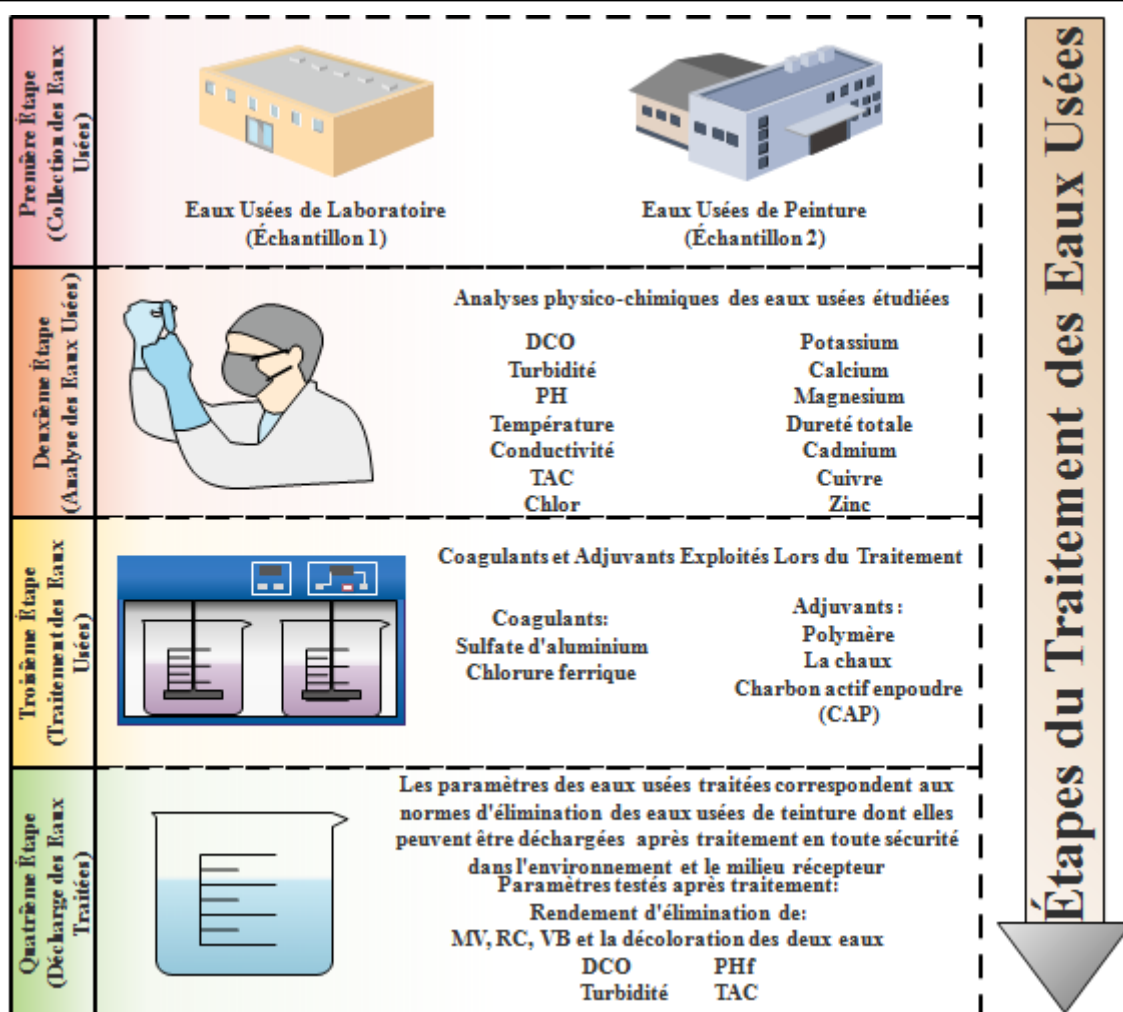 Première Étape
(Collection des Eaux
Usées)
Eaux Usées de Laboratoire
(Échantillon 1)
Eaux Usées de Peinture
(Échantillon 2)
Deuxième Étape
(Analyse des Eaux Usées)
Analyses physico-chimiques des eaux usées étudiées
DCO
Turbidité
PH
Température
Conductivité
TAC
Chlor
Potassium
Calcium
Magnesium
Dureté totale
Cadmium
Cuivre
Zinc
Troisième Étape
(Traitement des Eaux
Usées)
Coagulants et Adjuvants Exploités Lors du Traitement
Coagulants:
Sulfate d'aluminium
Chlorure ferrique
Adjuvants :
Polymère
La chaux
Charbon actif enpoudre
(CAP)
Quatrième Étape
(Décharge des Eaux
Traitées)
Les paramètres des eaux usées traitées correspondent aux
normes d'élimination des eaux usées de teinture dont elles
peuvent être déchargées après traitement en toute sécurité
dans l'environnement et le milieu récepteur
Paramètres testés après traitement:
Rendement d'élimination de:
MV, RC, VB et la décoloration des deux eaux
DCO
Turbidité
PHf
TAC
Étapes du Traitement des Eaux Usées